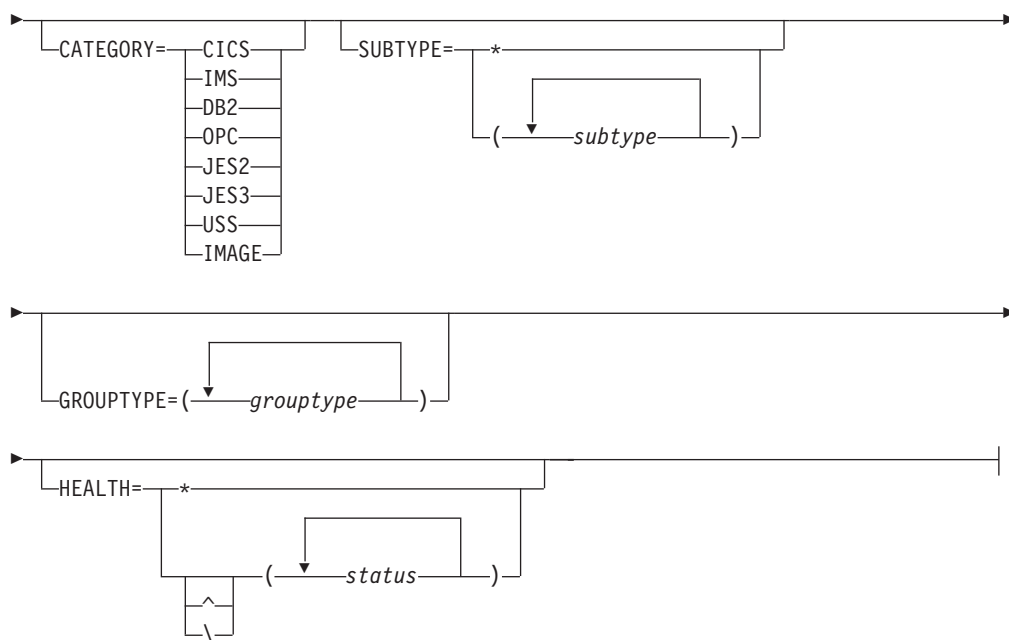 CATEGORY= CICS SUBTYPE= *
IMS
DB2
OPC ( subtype )
JES2
JES3
USS
IMAGE
GROUPTYPE=( grouptype )
HEALTH= *
( status )
^
\